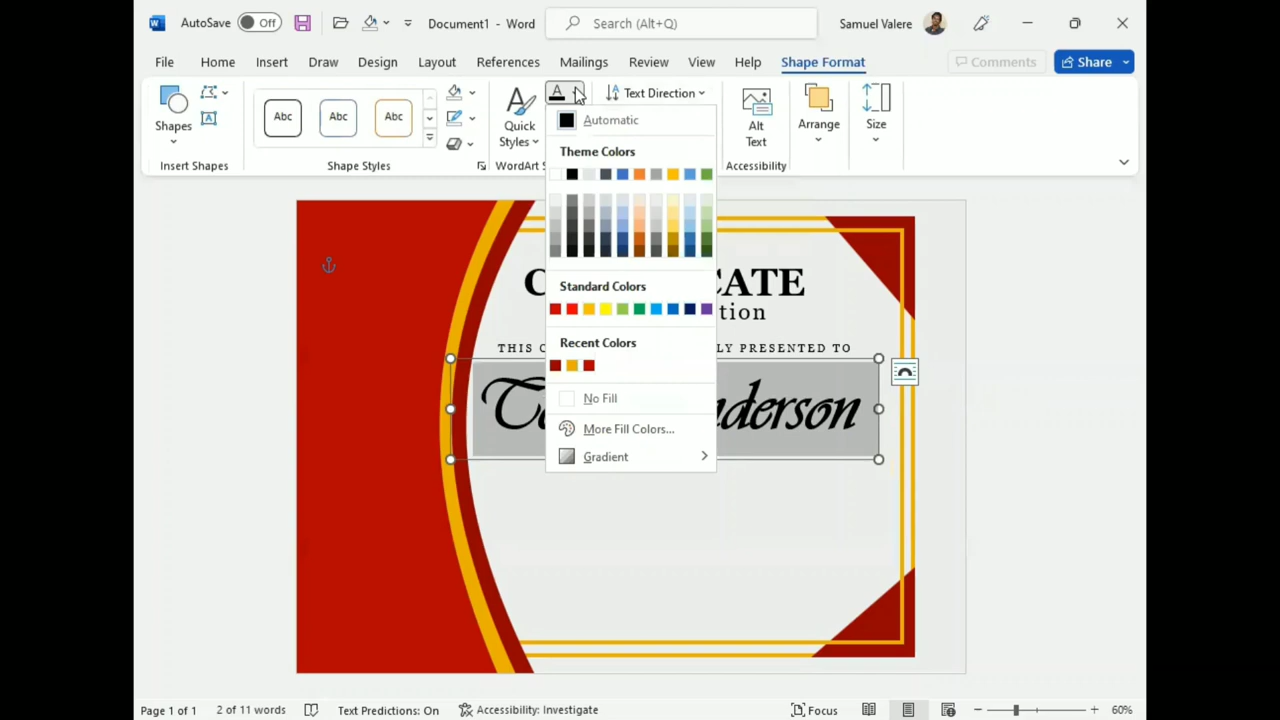 AutoSave Off Document1 - Word Search (Alt+Q) Samuel Valere
File Home Insert Draw Design Layout References Mailings Review View Help Shape Format Comments Share
Shapes
Insert Shapes
Abc Abc Abc
Shape Styles
Quick
Styles
WordArt S
A
Text Direction
Alt
Text
Accessibility
Arrange
Size
Automatic
Theme Colors
Standard Colors
Recent Colors
No Fill
More Fill Colors...
Gradient
C CATE
tion
THIS C LY PRESENTED TO
nderson
Page 1 of 1 2 of 11 words Text Predictions: On Accessibility: Investigate Focus 60%